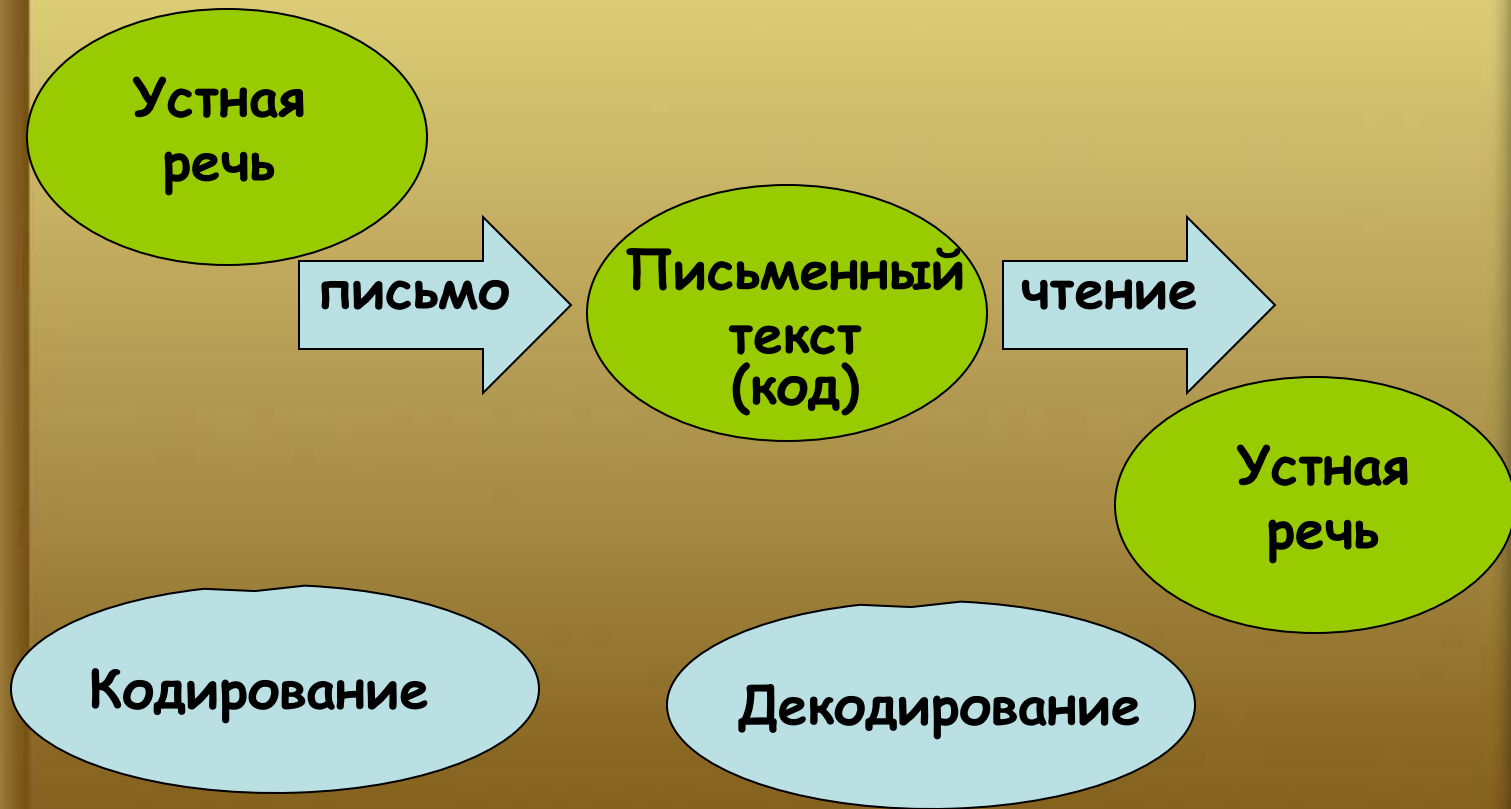 Устная
речь
письмо
Письменный
текст
(код)
чтение
Устная
речь
Кодирование
Декодирование